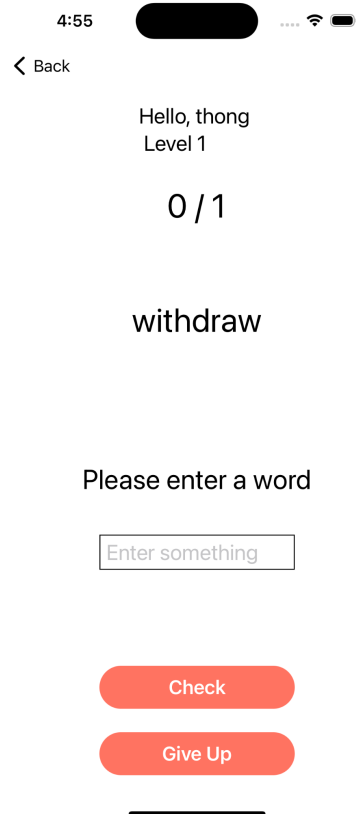 4:55
Back
Hello, thong
Level 1
0 / 1
withdraw
Please enter a word
Enter something
Check
Give Up